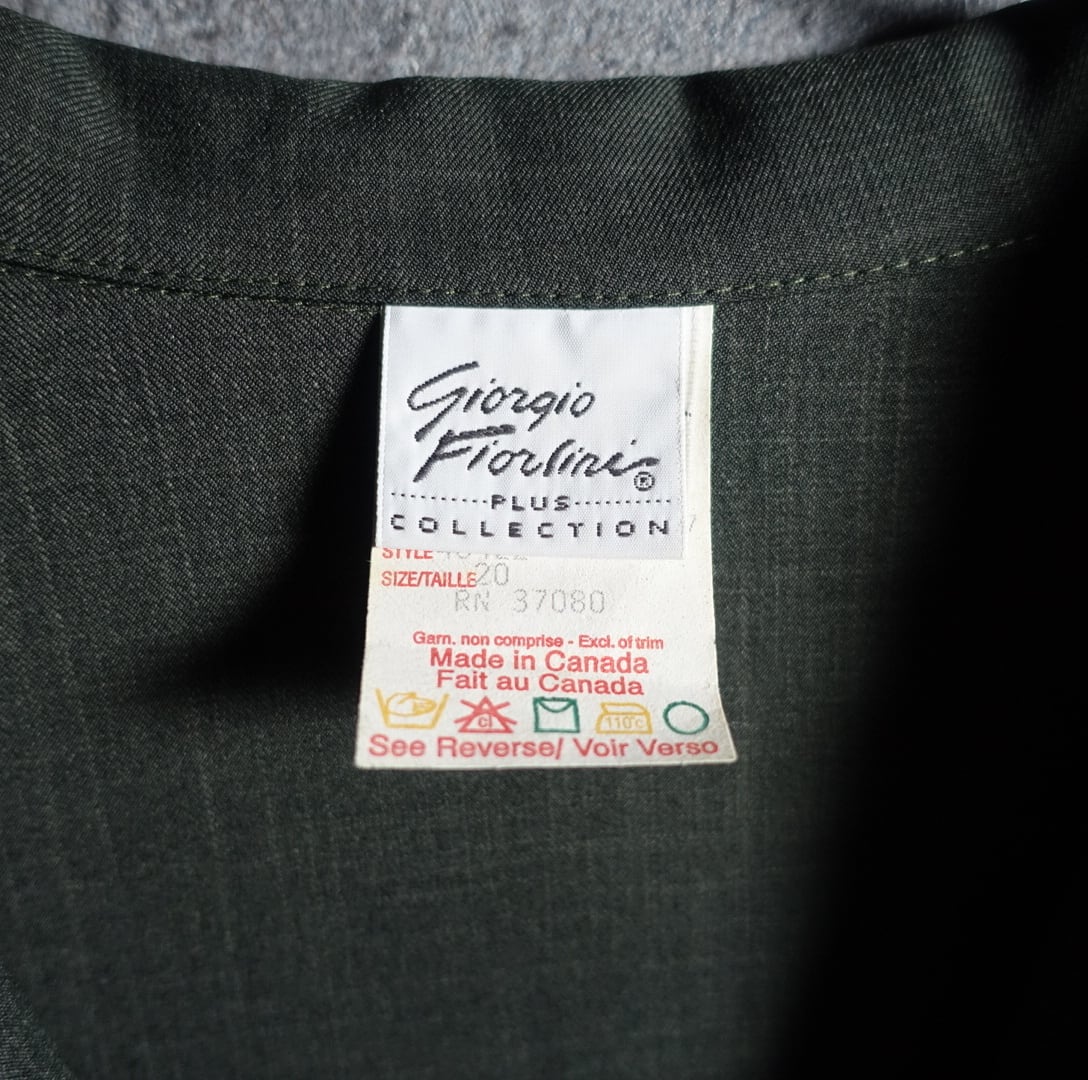 Giorgio
Fiorlini ®
PLUS
COLLECTION
STYLE
SIZE/TAILLE 20
RN 37080
Garn. non comprise - Excl. of trim
Made in Canada
Fait au Canada
cl 110°c
See Reverse/ Voir Verso